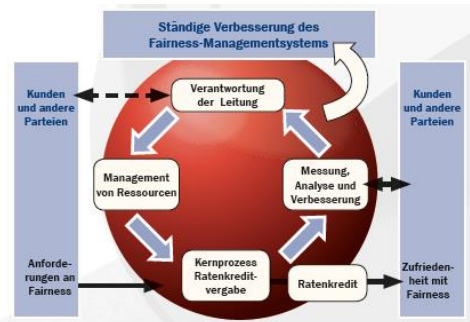 Ständige Verbesserung des
Fairness-Managementsystems
Kunden
und andere
Parteien
Verantwortung
der Leitung
Kunden
und andere
Parteien
Management
von Ressourcen
Messung,
Analyse und
Verbesserung
Anforde-
rungen an
Fairness
Kernprozess
Ratenkredit-
vergabe
Ratenkredit
Zufrieden-
heit mit
Fairness